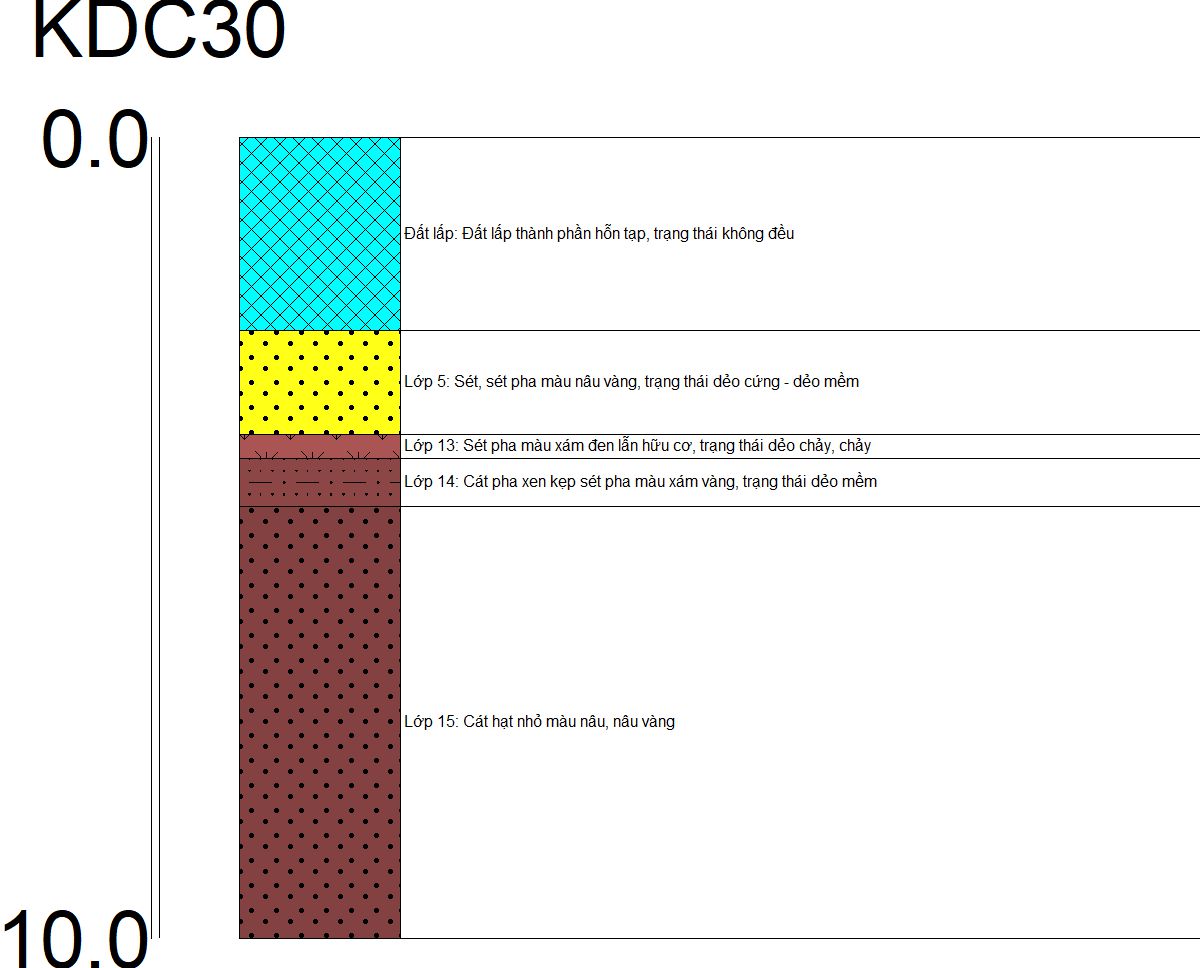 KDC30
0.0
Đất lấp: Đất lấp thành phần hỗn tạp, trạng thái không đều
Lớp 5: Sét, sét pha màu nâu vàng, trạng thái dẻo cứng - dẻo mềm
Lớp 13: Sét pha màu xám đen lẫn hữu cơ, trạng thái dẻo chảy, chảy
Lớp 14: Cát pha xen kẹp sét pha màu xám vàng, trạng thái dẻo mềm
Lớp 15: Cát hạt nhỏ màu nâu, nâu vàng
10.0